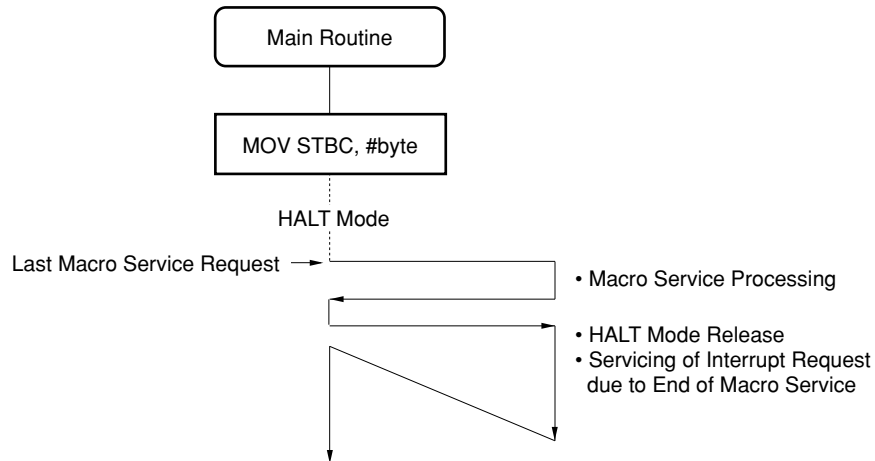 Main Routine
MOV STBC, #byte
HALT Mode
Last Macro Service Request
• Macro Service Processing
• HALT Mode Release
• Servicing of Interrupt Request
due to End of Macro Service